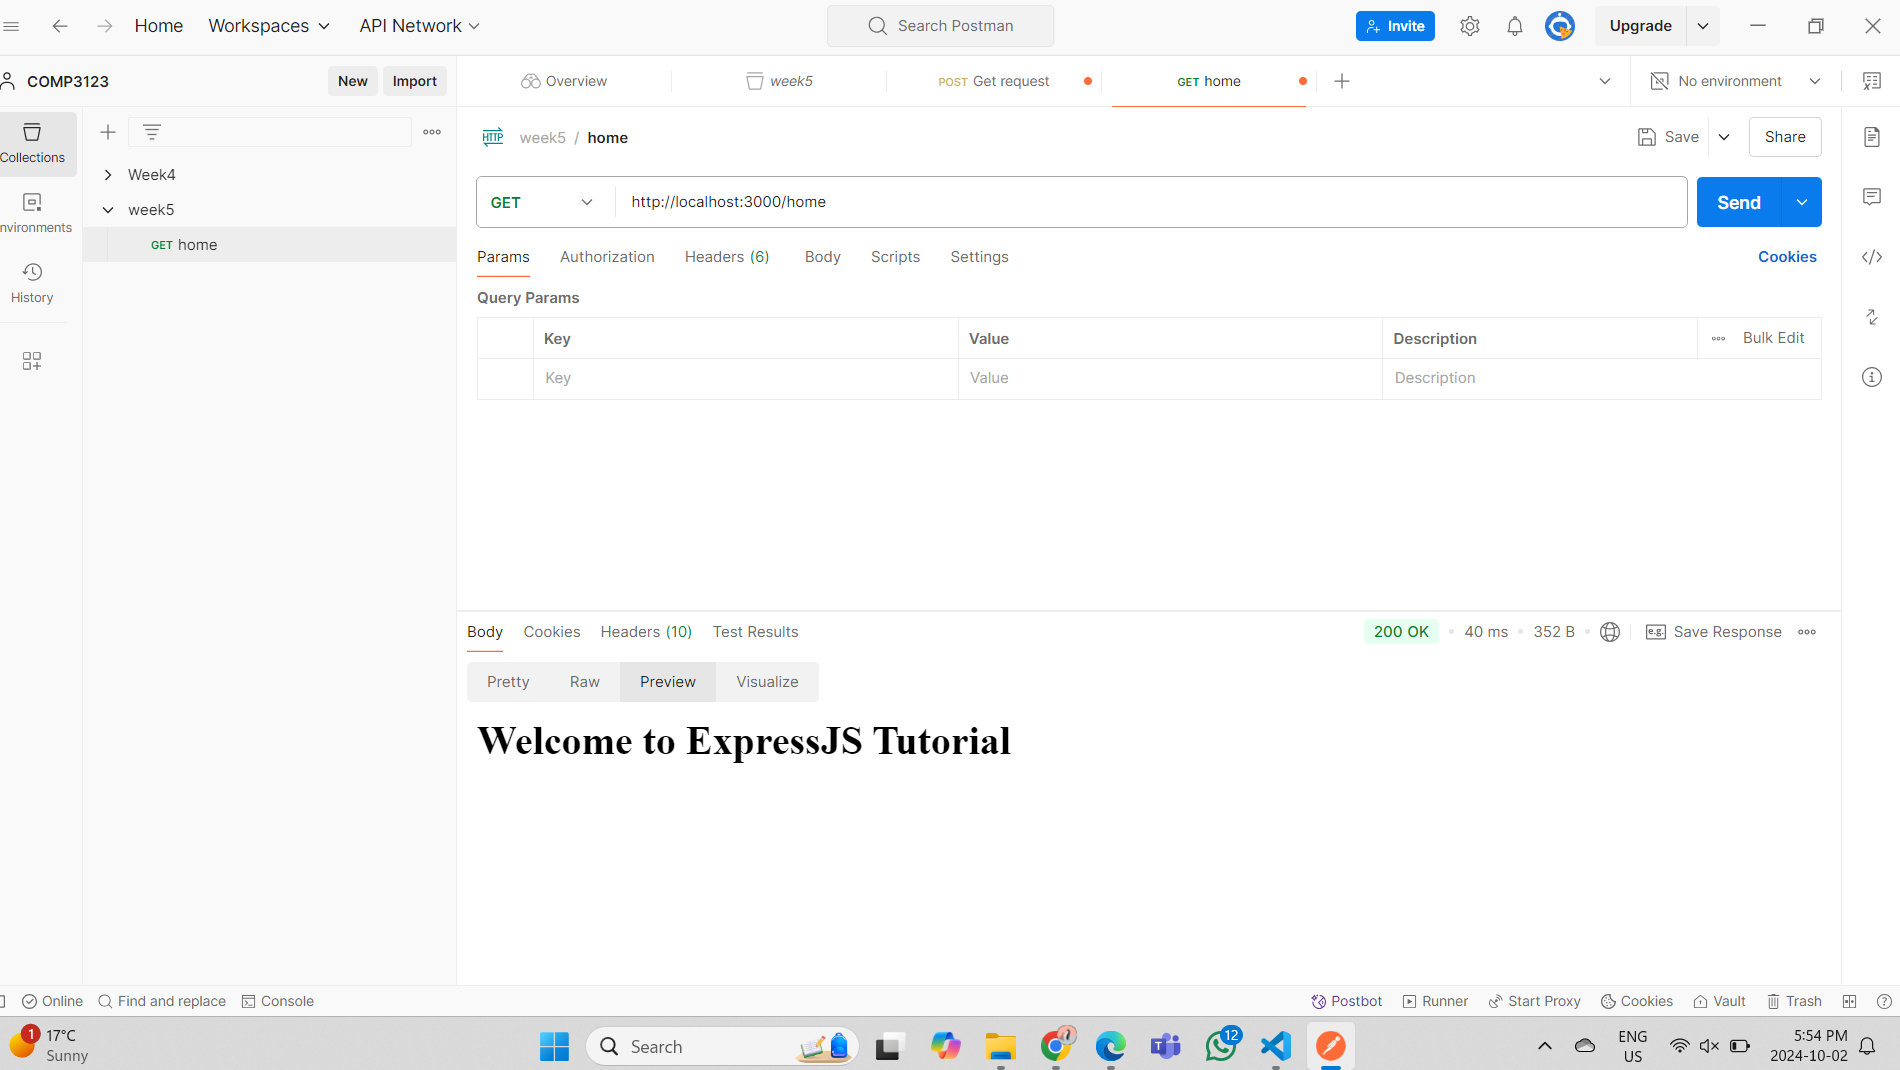 Home Workspaces API Network Search Postman Invite Upgrade
COMP3123 New Import Overview week5 POST Get request GET home No environment
Collections
Week4
HTTP week5 / home Save Share
nvironments
week5
GET http://localhost:3000/home Send
GET home
History
Params Authorization Headers (6) Body Scripts Settings Cookies
Query Params
Key Value Description Bulk Edit
Key Value Description
Body Cookies Headers (10) Test Results 200 OK 40 ms 352 B e.g. Save Response
Pretty Raw Preview Visualize
Welcome to ExpressJS Tutorial
Online Find and replace Console Postbot Runner Start Proxy Cookies Vault Trash
1 17°C
Sunny
Search
12
ENG
US
5:54 PM
2024-10-02